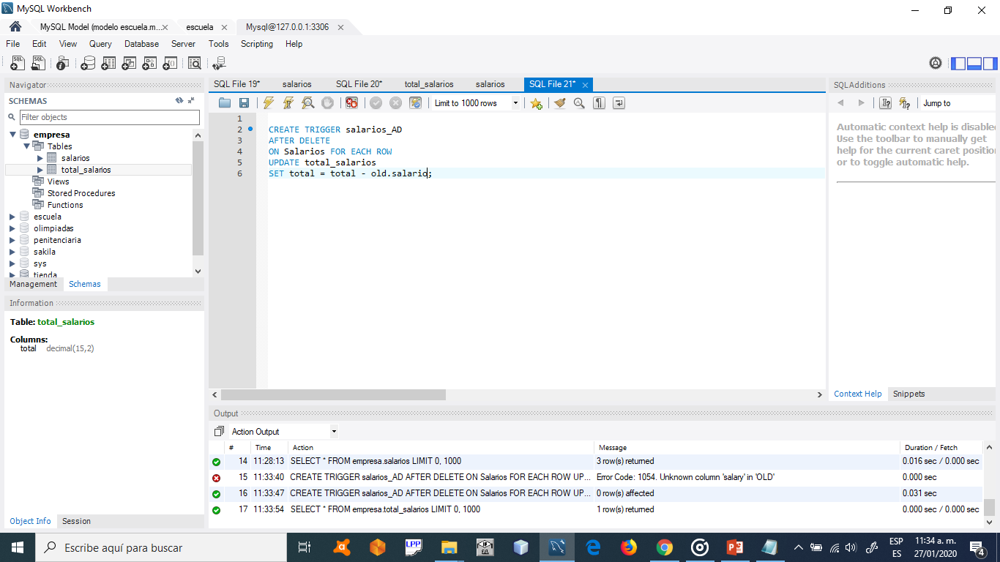 MySQL Workbench
MySQL Model (modelo escuela.m...
escuela
Mysql@127.0.0.1:3306
File Edit View Query Database Server Tools Scripting Help
Navigator
SCHEMAS
Filter objects
empresa
Tables
salarios
total_salarios
Views
Stored Procedures
Functions
escuela
olimpiadas
penitenciaria
sakila
sys
tienda
Management Schemas
Information
Table: total_salarios
Columns:
total decimal(15,2)
Object Info Session
SQL File 19* salarios SQL File 20* total_salarios salarios SQL File 21*
Limit to 1000 rows
1
2 CREATE TRIGGER salarios_AD
3 AFTER DELETE
4 ON Salarios FOR EACH ROW
5 UPDATE total_salarios
6 SET total = total - old.salario;
SQLAdditions
Jump to
Automatic context help is disabled
Use the toolbar to manually get
help for the current caret position
or to toggle automatic help.
Context Help Snippets
Output
Action Output
# Time Action Message Duration / Fetch
14 11:28:13 SELECT * FROM empresa.salarios LIMIT 0, 1000 3 row(s) returned 0.016 sec / 0.000 sec
15 11:33:40 CREATE TRIGGER salarios_AD AFTER DELETE ON Salarios FOR EACH ROW UP... Error Code: 1054. Unknown column 'salary' in 'OLD' 0.000 sec
16 11:33:47 CREATE TRIGGER salarios_AD AFTER DELETE ON Salarios FOR EACH ROW UP... 0 row(s) affected 0.031 sec
17 11:33:54 SELECT * FROM empresa.total_salarios LIMIT 0, 1000 1 row(s) returned 0.000 sec / 0.000 sec
Escribe aquí para buscar
LPP
ESP
ES
11:34 a. m.
27/01/2020
4